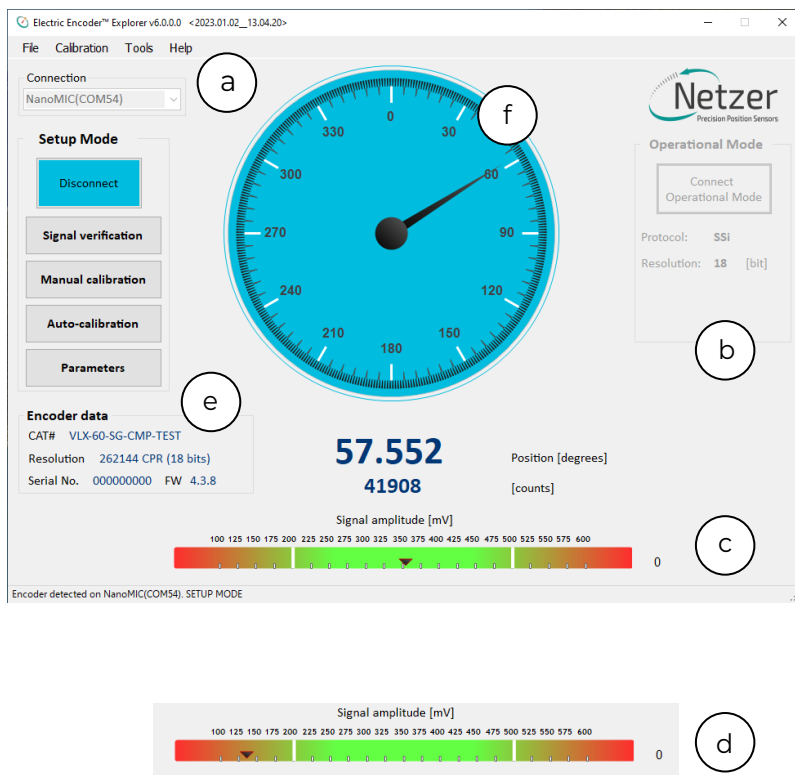 Electric Encoder™ Explorer v6.0.0.0 <2023.01.02__13.04.20>
File Calibration Tools Help
Connection
NanoMIC(COM54)
a
Setup Mode
Disconnect
Signal verification
Manual calibration
Auto-calibration
Parameters
e
Encoder data
CAT# VLX-60-SG-CMP-TEST
Resolution 262144 CPR (18 bits)
Serial No. 000000000 FW 4.3.8
f
0
30
60
90
120
150
180
210
240
270
300
330
Netzer
Precision Position Sensors
Operational Mode
Connect
Operational Mode
Protocol: SSi
Resolution: 18 [bit]
b
57.552 Position [degrees]
41908 [counts]
Signal amplitude [mV]
100 125 150 175 200 225 250 275 300 325 350 375 400 425 450 475 500 525 550 575 600
0
c
Encoder detected on NanoMIC(COM54). SETUP MODE
Signal amplitude [mV]
100 125 150 175 200 225 250 275 300 325 350 375 400 425 450 475 500 525 550 575 600
0
d